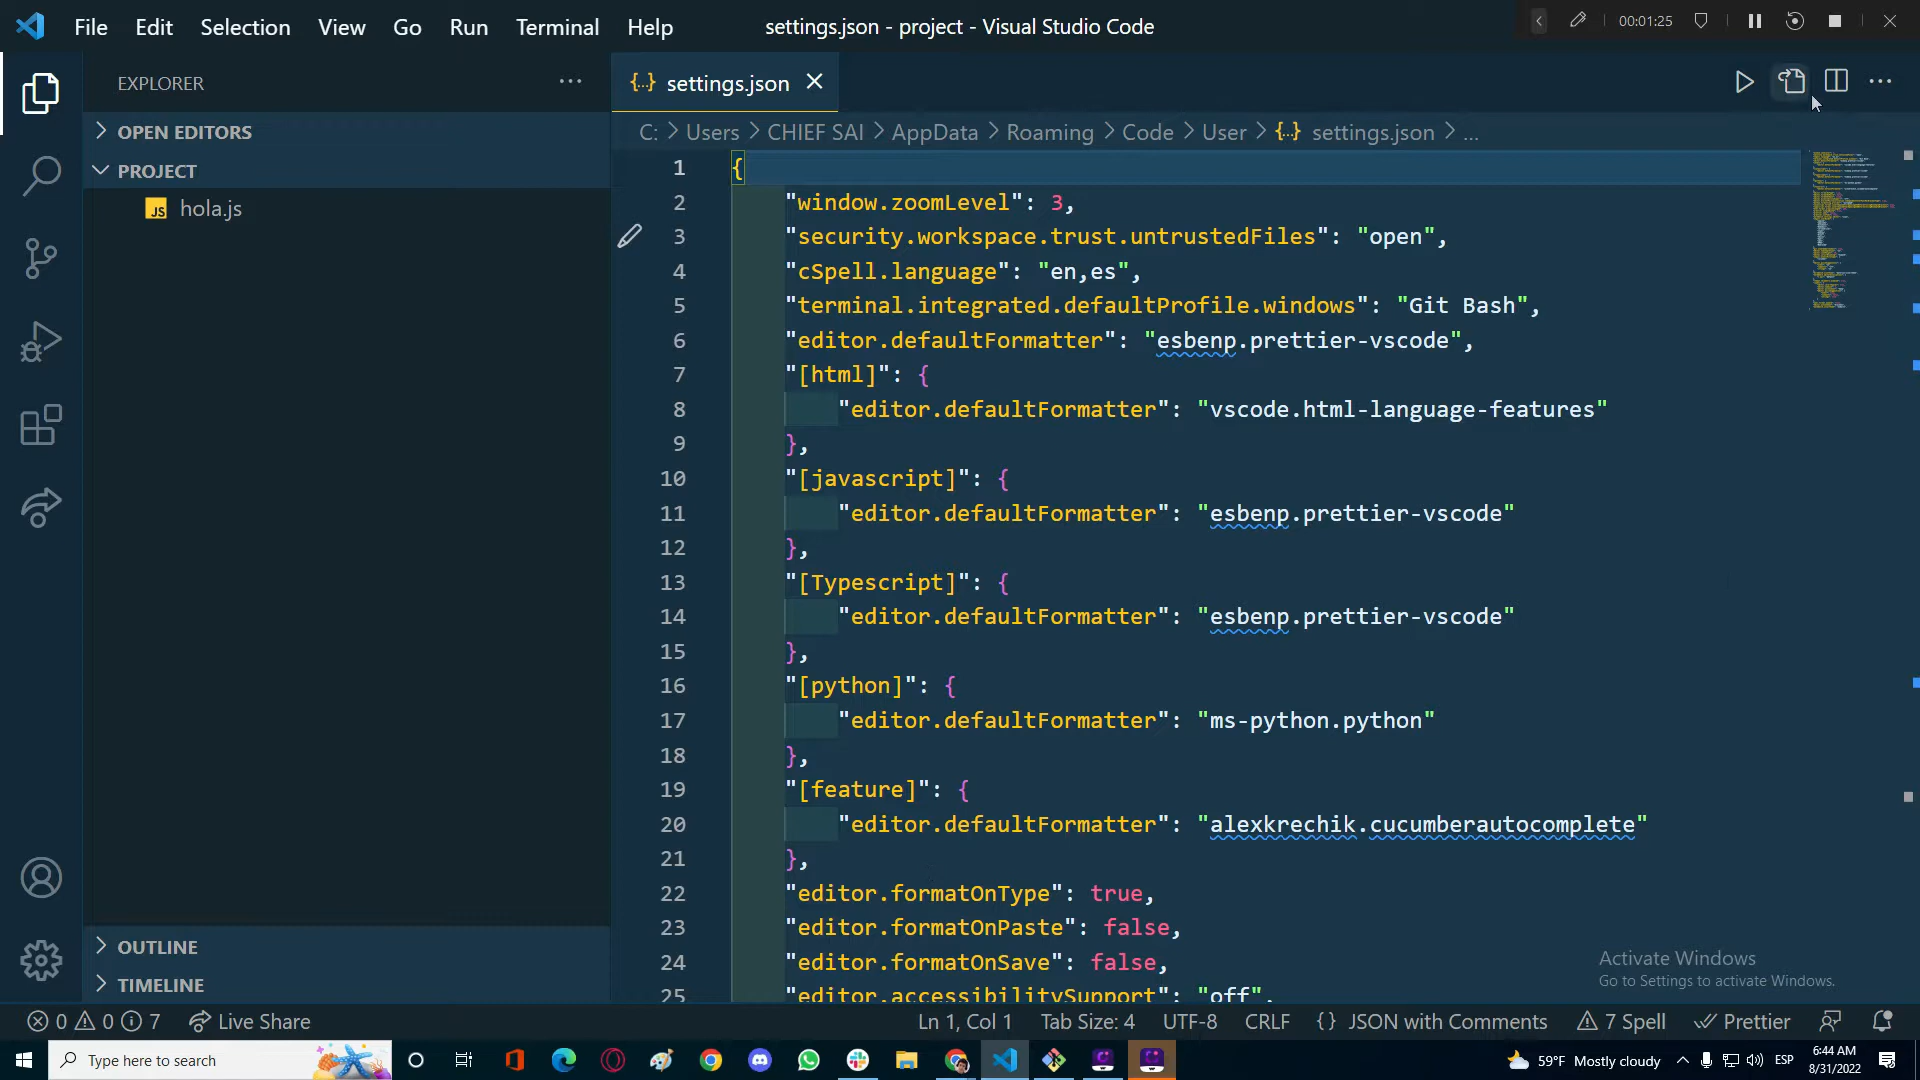 File Edit Selection View Go Run Terminal Help
settings.json - project - Visual Studio Code
00:01:25
EXPLORER
OPEN EDITORS
PROJECT
JS hola.js
OUTLINE
TIMELINE
{..} settings.json
C: > Users > CHIEF SAI > AppData > Roaming > Code > User > {..} settings.json > ...
1 {
2 "window.zoomLevel": 3,
3 "security.workspace.trust.untrustedFiles": "open",
4 "cSpell.language": "en,es",
5 "terminal.integrated.defaultProfile.windows": "Git Bash",
6 "editor.defaultFormatter": "esbenp.prettier-vscode",
7 "[html]": {
8 "editor.defaultFormatter": "vscode.html-language-features"
9 },
10 "[javascript]": {
11 "editor.defaultFormatter": "esbenp.prettier-vscode"
12 },
13 "[Typescript]": {
14 "editor.defaultFormatter": "esbenp.prettier-vscode"
15 },
16 "[python]": {
17 "editor.defaultFormatter": "ms-python.python"
18 },
19 "[feature]": {
20 "editor.defaultFormatter": "alexkrechik.cucumberautocomplete"
21 },
22 "editor.formatOnType": true,
23 "editor.formatOnPaste": false,
24 "editor.formatOnSave": false,
25 "editor.accessibilitySupport": "off",
Activate Windows
Go to Settings to activate Windows.
0 0 7 Live Share
Ln 1, Col 1 Tab Size: 4 UTF-8 CRLF {} JSON with Comments 7 Spell Prettier
Type here to search
59°F Mostly cloudy
ESP
6:44 AM
8/31/2022